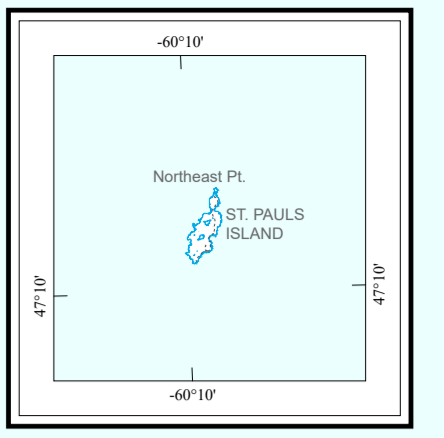 -60°10'
Northeast Pt.
ST. PAULS
ISLAND
47°10'
47°10'
-60°10'